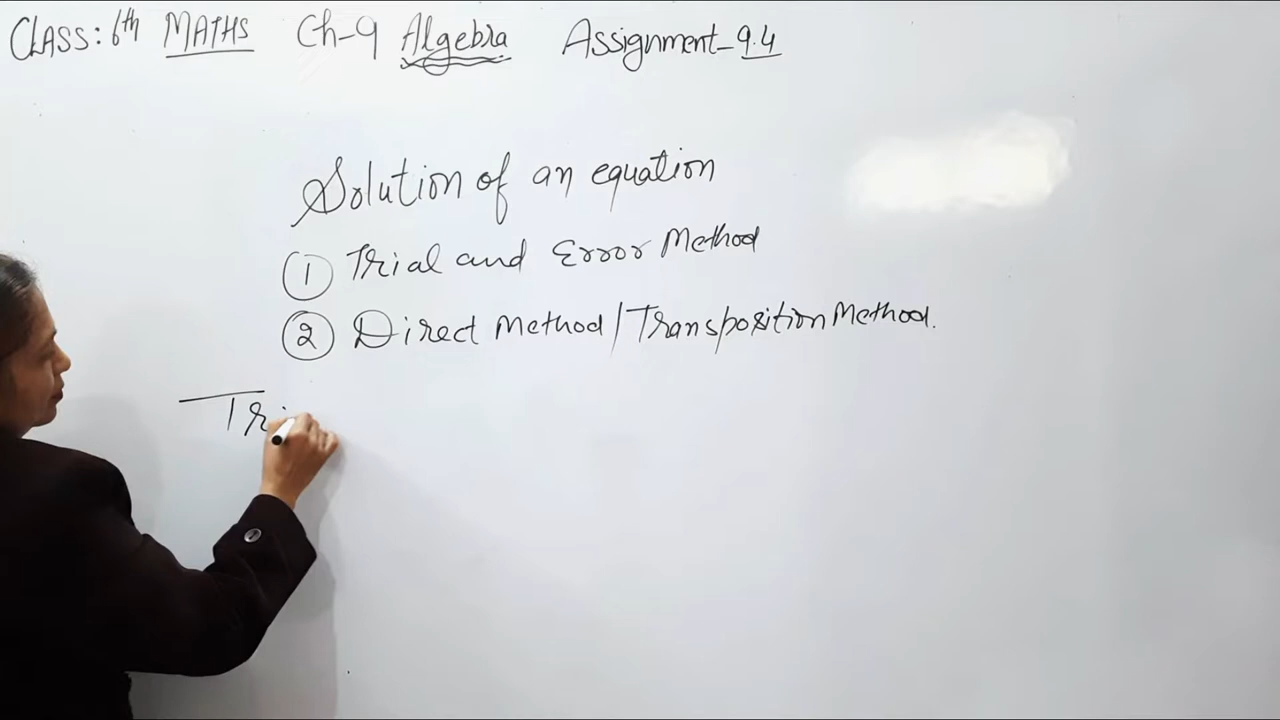 CLASS: 6th MATHS Ch-9 Algebra Assignment-9.4
Solution of an equation
① Trial and Error Method
② Direct Method/Transposition Method.
Tri